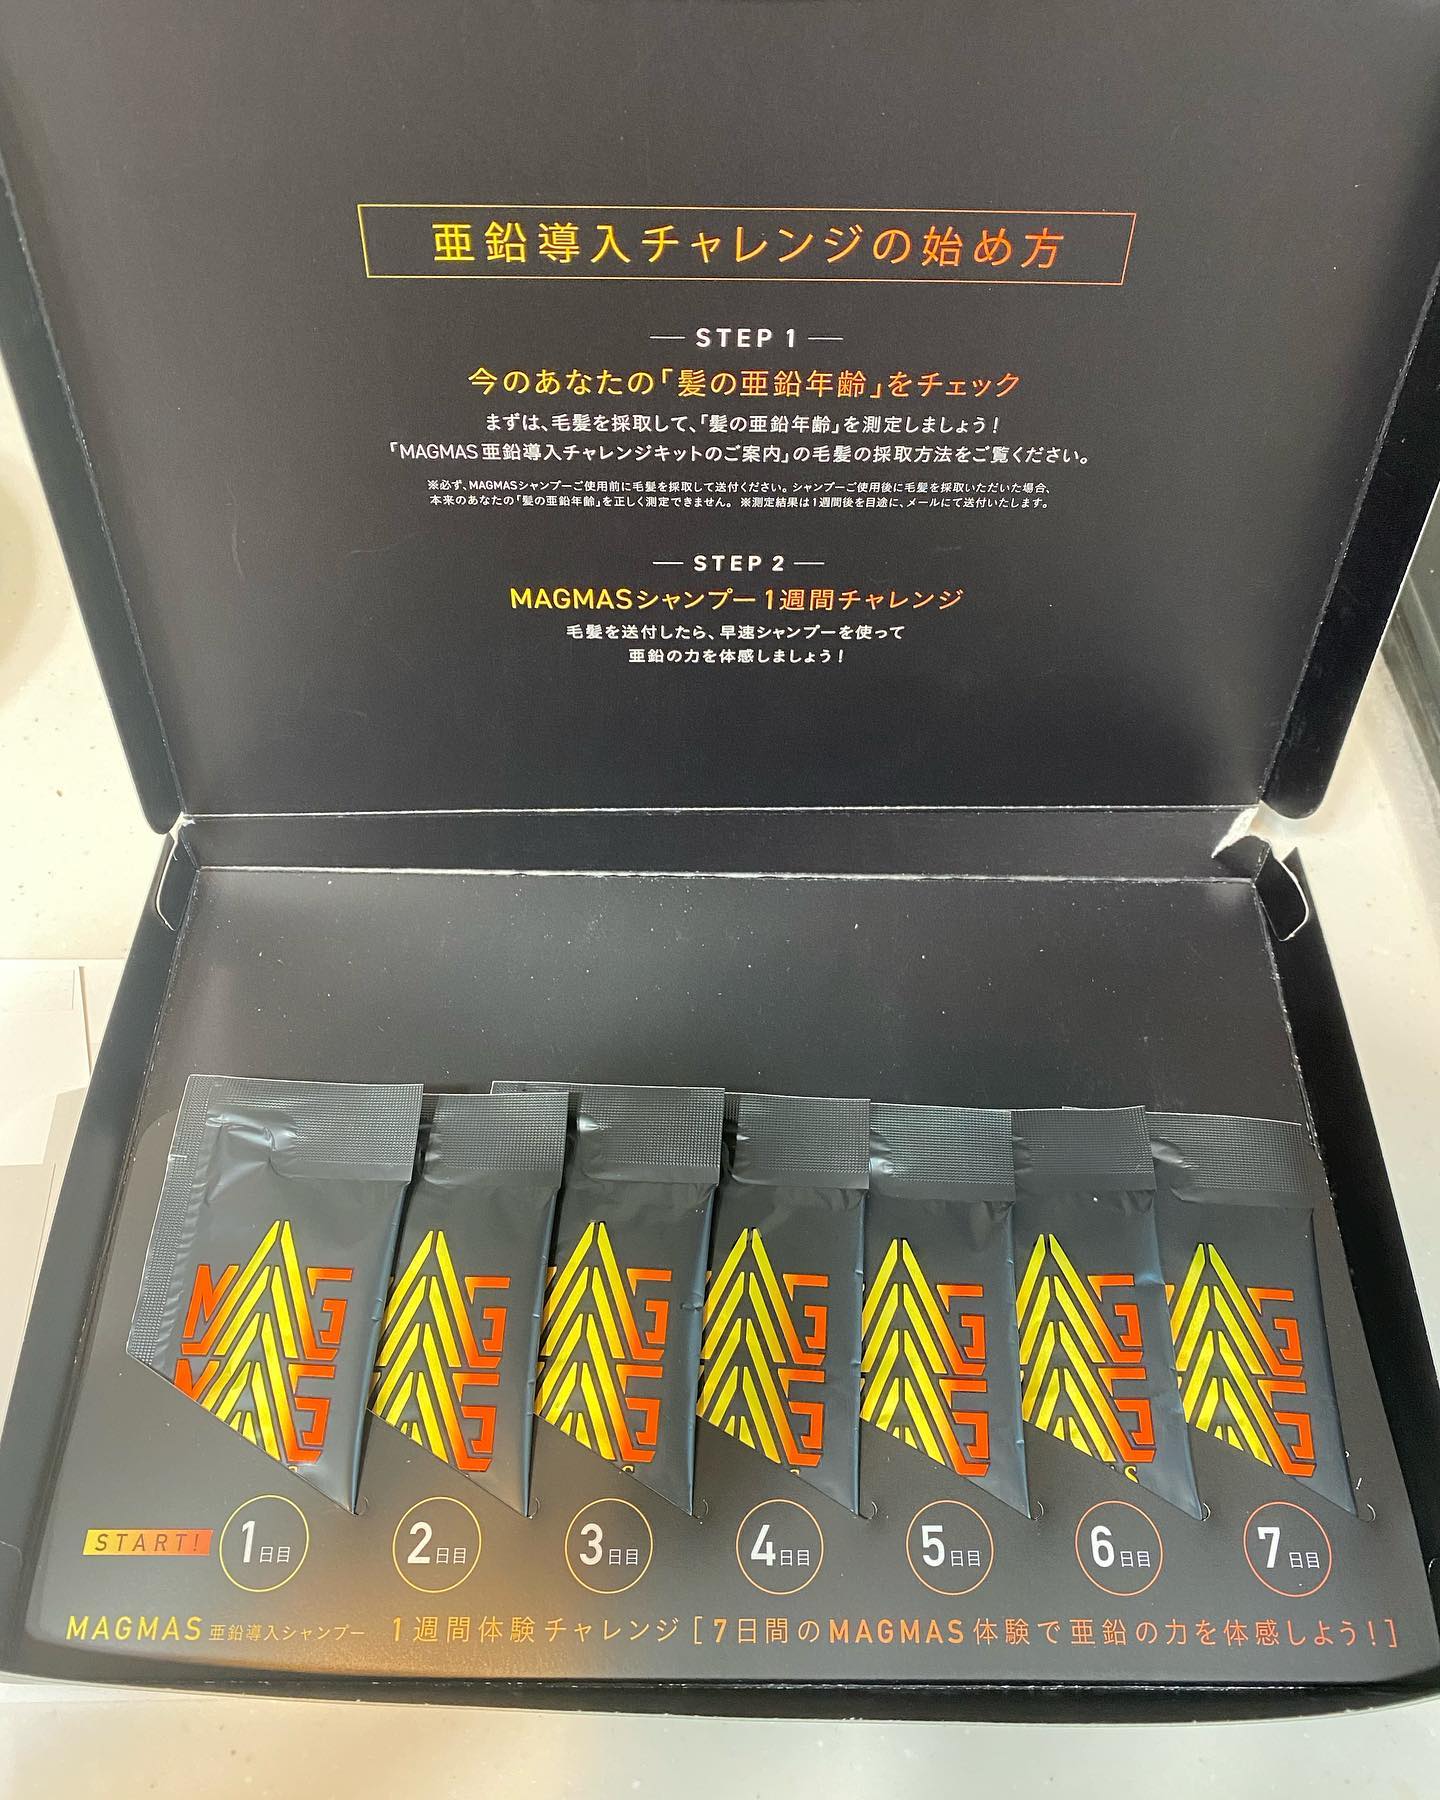 亜鉛導入チャレンジの始め方
STEP 1
今のあなたの「髪の亜鉛年齢」をチェック
まずは、毛髪を採取して、「髪の亜鉛年齢」を測定しましょう！
「MAGMAS亜鉛導入チャレンジキットのご案内」の毛髪の採取方法をご覧ください。
※必ず、MAGMASシャンプーご使用前に毛髪を採取して送付ください。シャンプーご使用後に毛髪を採取いただいた場合、
本来のあなたの「髪の亜鉛年齢」を正しく測定できません。 ※測定結果は1週間後を目途に、メールにて送付いたします。
STEP 2
MAGMASシャンプー1週間チャレンジ
毛髪を送付したら、早速シャンプーを使って
亜鉛の力を体感しましょう！
MAG
MAS
START! 1日目 2日目 3日目 4日目 5日目 6日目 7日目
MAGMAS 亜鉛導入シャンプー 1週間体験チャレンジ［7日間のMAGMAS体験で亜鉛の力を体感しよう！］